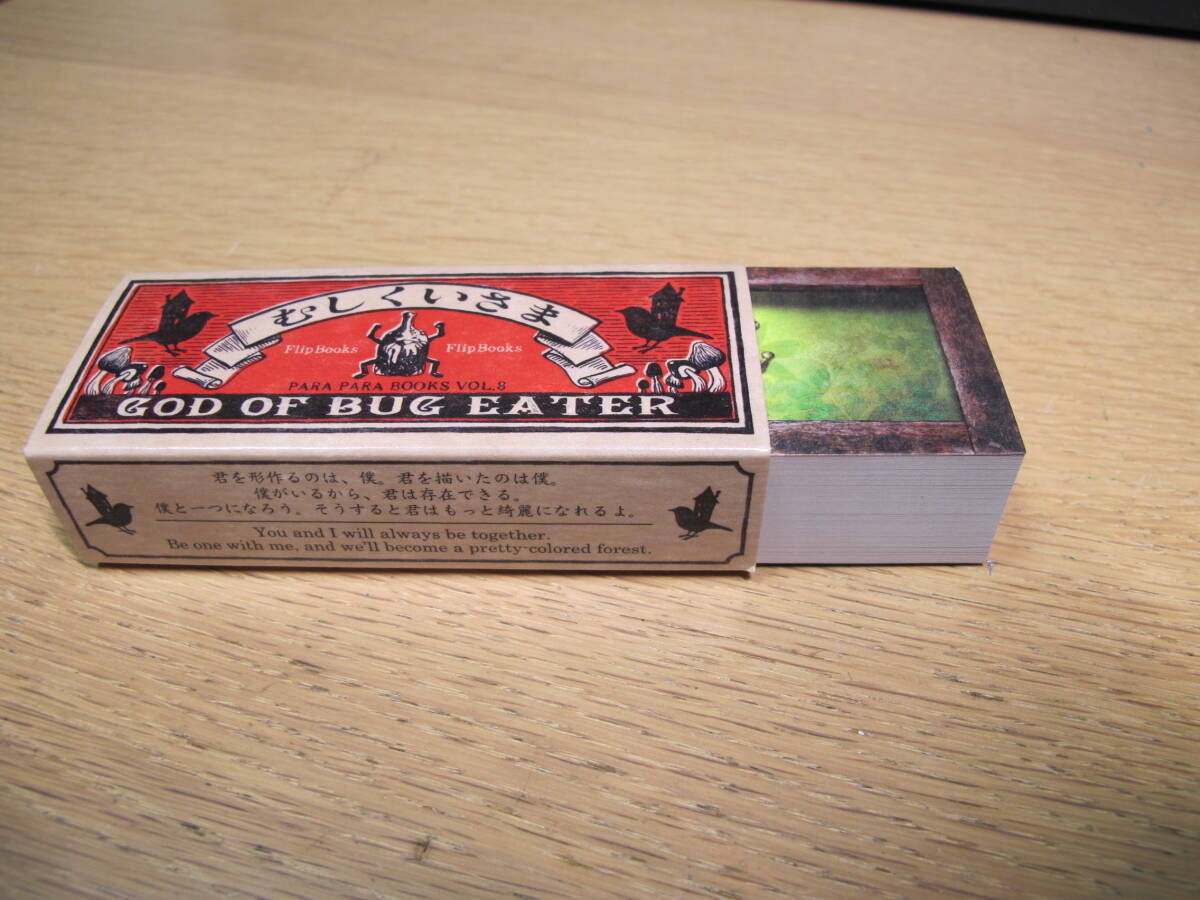 むしくいさま
FlipBooks FlipBooks
PARA PARA BOOKS VOL.8
GOD OF BUG EATER
君を形作るのは、僕。君を描いたのは僕。
僕がいるから、君は存在できる。
僕と一つになろう。そうすると君はもっと綺麗になれるよ。
You and I will always be together.
Be one with me, and we'll become a pretty-colored forest.